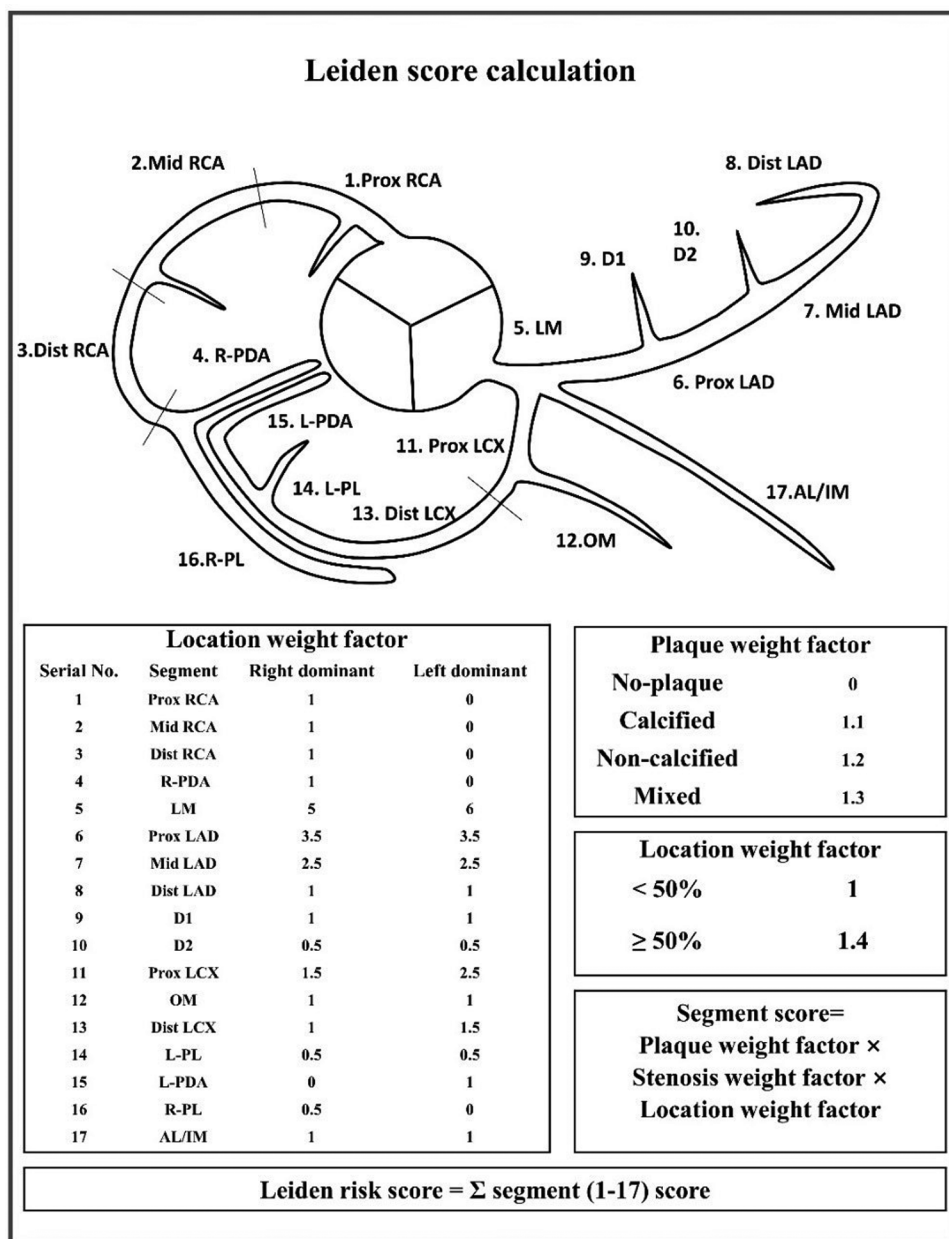 Leiden score calculation
2.Mid RCA
1.Prox RCA
8. Dist LAD
10.
D2
9. D1
5. LM
7. Mid LAD
3.Dist RCA
4. R-PDA
6. Prox LAD
15. L-PDA
11. Prox LCX
14. L-PL
17.AL/IM
13. Dist LCX
12.OM
16.R-PL
Location weight factor
Serial No. Segment Right dominant Left dominant
1 Prox RCA 1 0
2 Mid RCA 1 0
3 Dist RCA 1 0
4 R-PDA 1 0
5 LM 5 6
6 Prox LAD 3.5 3.5
7 Mid LAD 2.5 2.5
8 Dist LAD 1 1
9 D1 1 1
10 D2 0.5 0.5
11 Prox LCX 1.5 2.5
12 OM 1 1
13 Dist LCX 1 1.5
14 L-PL 0.5 0.5
15 L-PDA 0 1
16 R-PL 0.5 0
17 AL/IM 1 1
Plaque weight factor
No-plaque 0
Calcified 1.1
Non-calcified 1.2
Mixed 1.3
Location weight factor
< 50% 1
≥ 50% 1.4
Segment score=
Plaque weight factor ×
Stenosis weight factor ×
Location weight factor
Leiden risk score = Σ segment (1-17) score